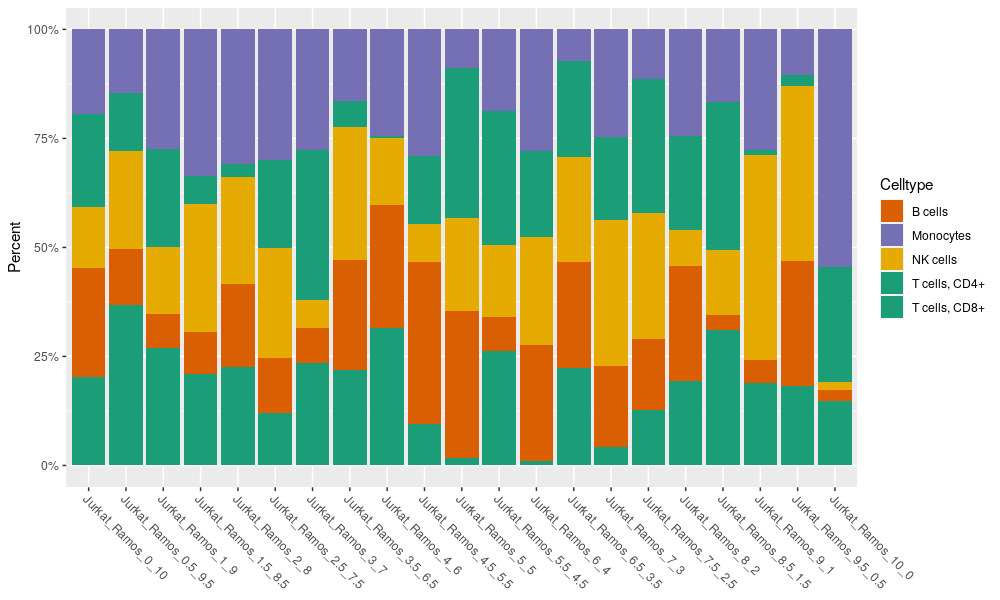 100%
75%
50%
25%
0%
Percent
Jurkat_Ramos_0_10
Jurkat_Ramos_0.5_9.5
Jurkat_Ramos_1_9
Jurkat_Ramos_1.5_8.5
Jurkat_Ramos_2_8
Jurkat_Ramos_2.5_7.5
Jurkat_Ramos_3_7
Jurkat_Ramos_3.5_6.5
Jurkat_Ramos_4_6
Jurkat_Ramos_4.5_5.5
Jurkat_Ramos_5_5
Jurkat_Ramos_5.5_4.5
Jurkat_Ramos_6_4
Jurkat_Ramos_6.5_3.5
Jurkat_Ramos_7_3
Jurkat_Ramos_7.5_2.5
Jurkat_Ramos_8_2
Jurkat_Ramos_8.5_1.5
Jurkat_Ramos_9_1
Jurkat_Ramos_9.5_0.5
Jurkat_Ramos_10_0
Celltype
B cells
Monocytes
NK cells
T cells, CD4+
T cells, CD8+